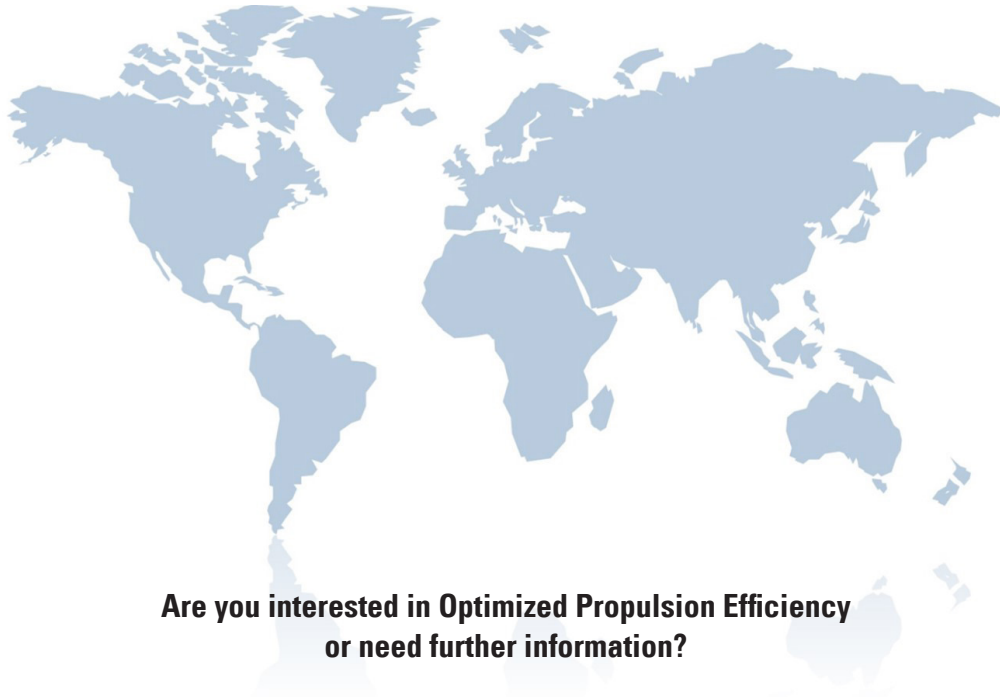 Are you interested in Optimized Propulsion Efficiency
or need further information?